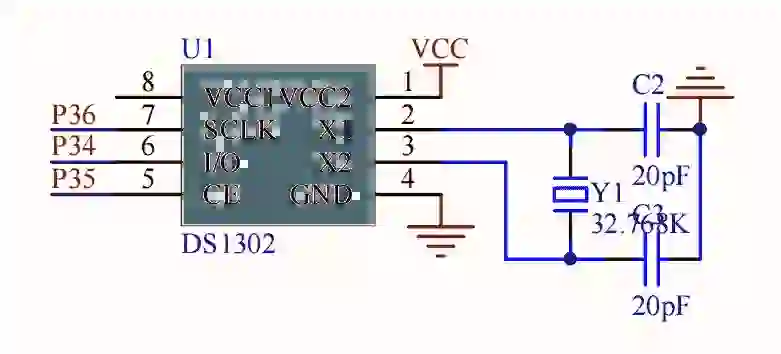 U1
VCC
8 VCC1 VCC2 1
P36 7 SCLK X1 2
P34 6 I/O X2 3
P35 5 CE GND 4
DS1302
C2
20pF
Y1
32.768K
C3
20pF